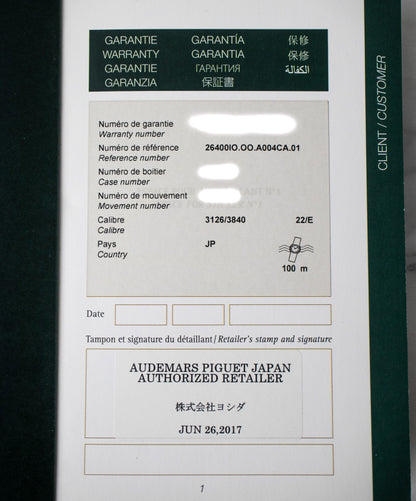 GARANTIE GARANTÍA 保修
WARRANTY GARANTIA 保修
GARANTIE ГАРАНТИЯ الكفالة
GARANZIA 保証書
CLIENT / CUSTOMER
Numéro de garantie
Warranty number
Numéro de référence 26400IO.OO.A004CA.01
Reference number
Numéro de boitier
Case number
Numéro de mouvement
Movement number
Calibre 3126/3840 22/E
Calibre
Pays JP
Country
100 m
Date
Tampon et signature du détaillant / Retailer's stamp and signature
AUDEMARS PIGUET JAPAN
AUTHORIZED RETAILER
株式会社ヨシダ
JUN 26,2017
1